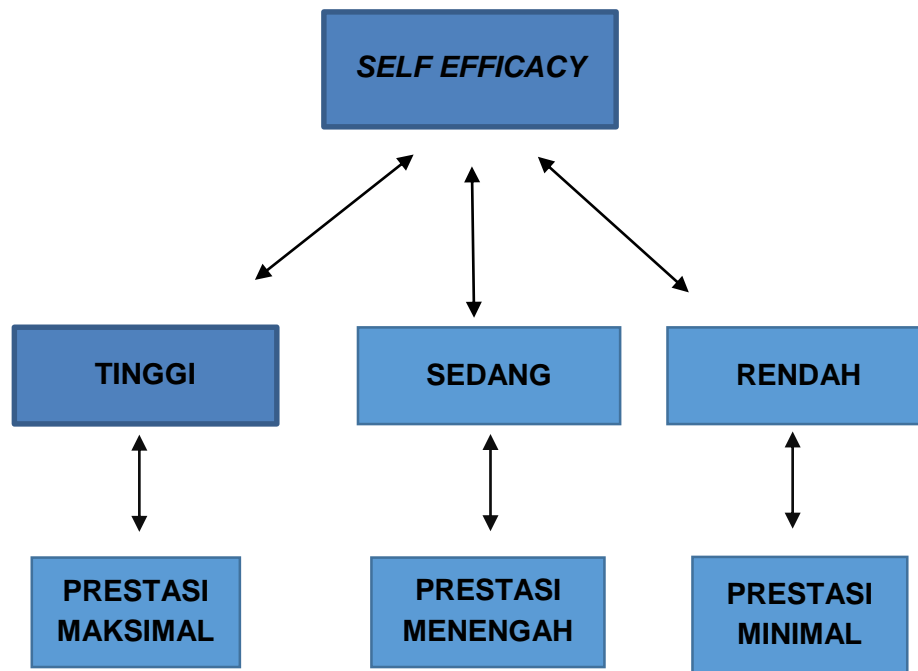 SELF EFFICACY
TINGGI
SEDANG
RENDAH
PRESTASI
MAKSIMAL
PRESTASI
MENENGAH
PRESTASI
MINIMAL